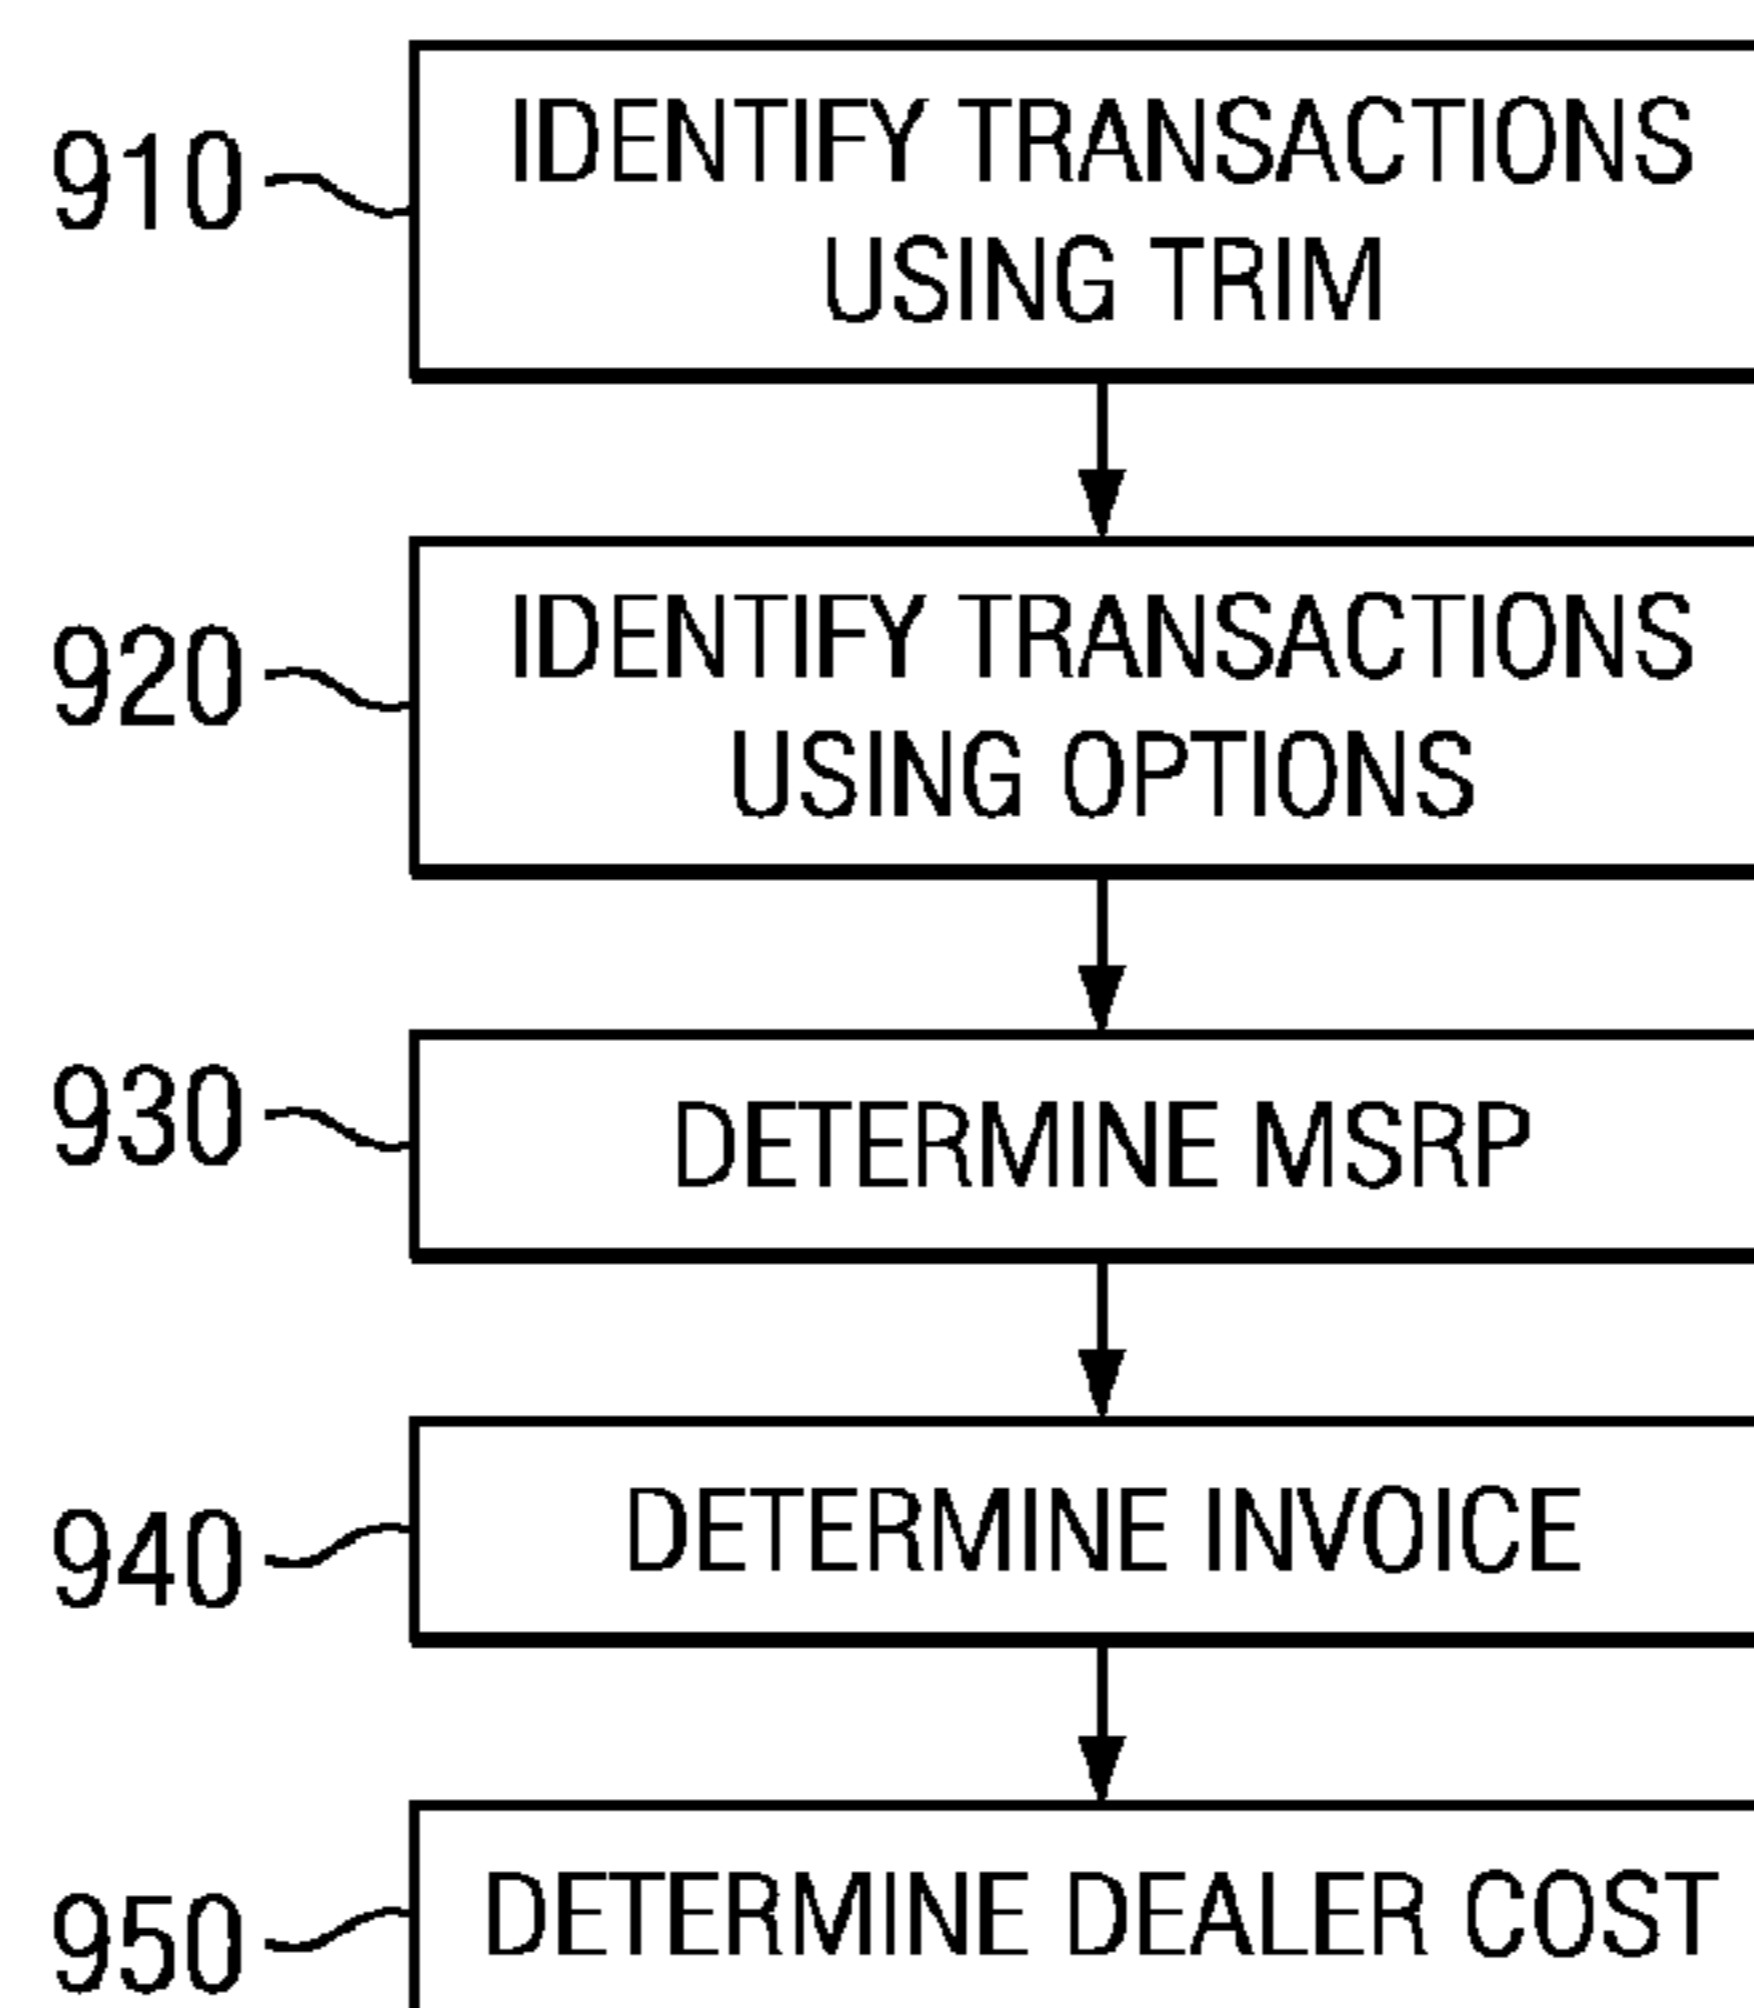 910
IDENTIFY TRANSACTIONS
USING TRIM
920
IDENTIFY TRANSACTIONS
USING OPTIONS
930
DETERMINE MSRP
940
DETERMINE INVOICE
950
DETERMINE DEALER COST